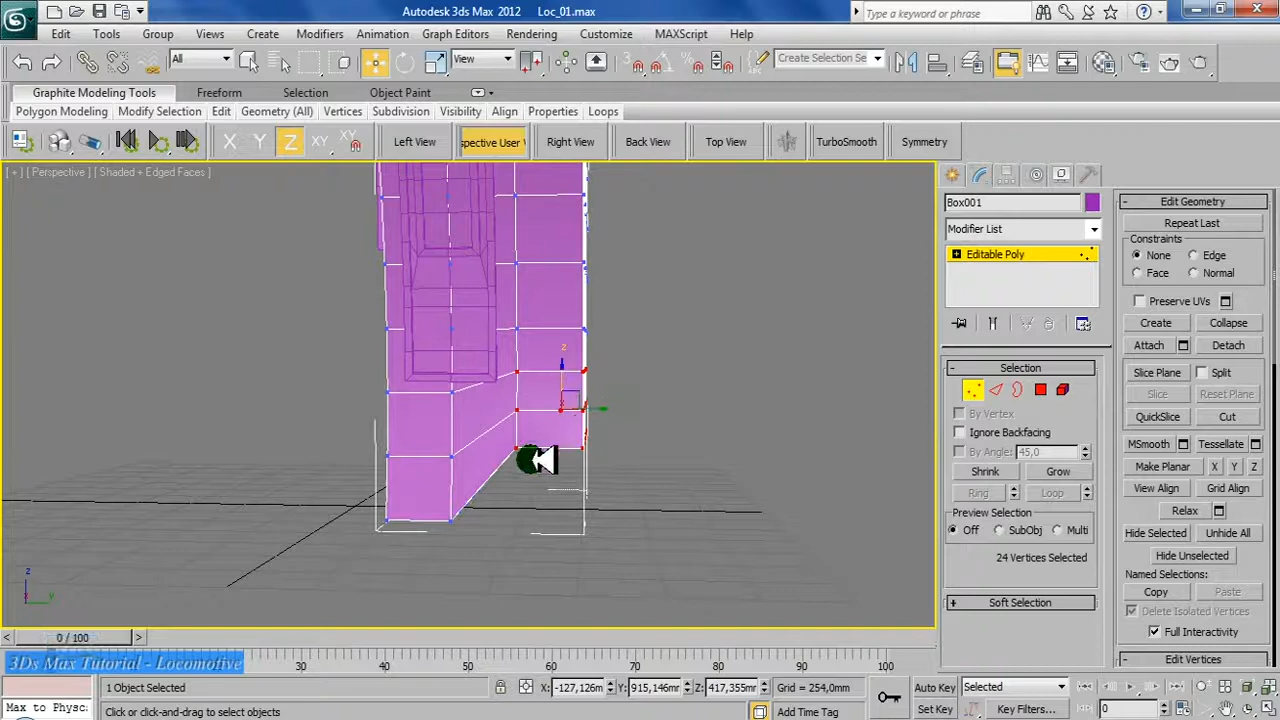 Autodesk 3ds Max 2012 Loc_01.max
Type a keyword or phrase
Edit Tools Group Views Create Modifiers Animation Graph Editors Rendering Customize MAXScript Help
All View Create Selection Se
Graphite Modeling Tools Freeform Selection Object Paint
Polygon Modeling Modify Selection Edit Geometry (All) Vertices Subdivision Visibility Align Properties Loops
X Y Z XY XY Left View spective User Right View Back View Top View TurboSmooth Symmetry
[ + ] [ Perspective ] [ Shaded + Edged Faces ]
z
x
z
y
x
Box001
Modifier List
Editable Poly
Selection
By Vertex
Ignore Backfacing
By Angle: 45,0
Shrink Grow
Ring Loop
Preview Selection
Off SubObj Multi
24 Vertices Selected
Soft Selection
Edit Geometry
Repeat Last
Constraints
None Edge
Face Normal
Preserve UVs
Create Collapse
Attach Detach
Slice Plane Split
Slice Reset Plane
QuickSlice Cut
MSmooth Tessellate
Make Planar X Y Z
View Align Grid Align
Relax
Hide Selected Unhide All
Hide Unselected
Named Selections:
Copy Paste
Delete Isolated Vertices
Full Interactivity
Edit Vertices
< 0 / 100 >
3Ds Max Tutorial - Locomotive
30 40 50 60 70 80 90 100
1 Object Selected X: -127,126m Y: 915,146mm Z: 417,355mm Grid = 254,0mm Auto Key Selected
Max to Physc Click or click-and-drag to select objects Add Time Tag Set Key Key Filters... 0